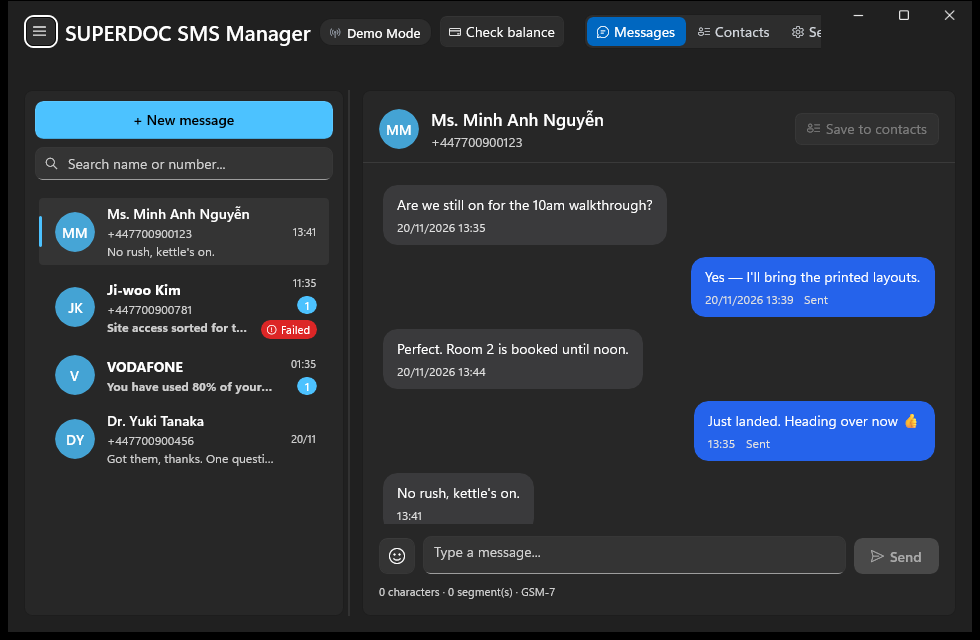 SUPERDOC SMS Manager
Demo Mode
Check balance
Messages
Contacts
Se
+ New message
Search name or number...
Ms. Minh Anh Nguyễn
+447700900123
13:41
No rush, kettle's on.
MM
Ji-woo Kim
11:35
+447700900781
1
Site access sorted for t...
Failed
JK
VODAFONE
01:35
You have used 80% of your...
1
V
Dr. Yuki Tanaka
+447700900456
20/11
Got them, thanks. One questi...
DY
MM
Ms. Minh Anh Nguyễn
+447700900123
Save to contacts
Are we still on for the 10am walkthrough?
20/11/2026 13:35
Yes — I'll bring the printed layouts.
20/11/2026 13:39 Sent
Perfect. Room 2 is booked until noon.
20/11/2026 13:44
Just landed. Heading over now 👍
13:35 Sent
No rush, kettle's on.
13:41
Type a message...
Send
0 characters · 0 segment(s) · GSM-7